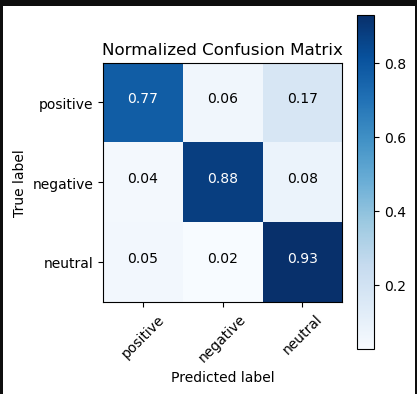 Normalized Confusion Matrix
positive 0.77 0.06 0.17
negative 0.04 0.88 0.08
neutral 0.05 0.02 0.93
positive negative neutral
True label
Predicted label
0.8
0.6
0.4
0.2